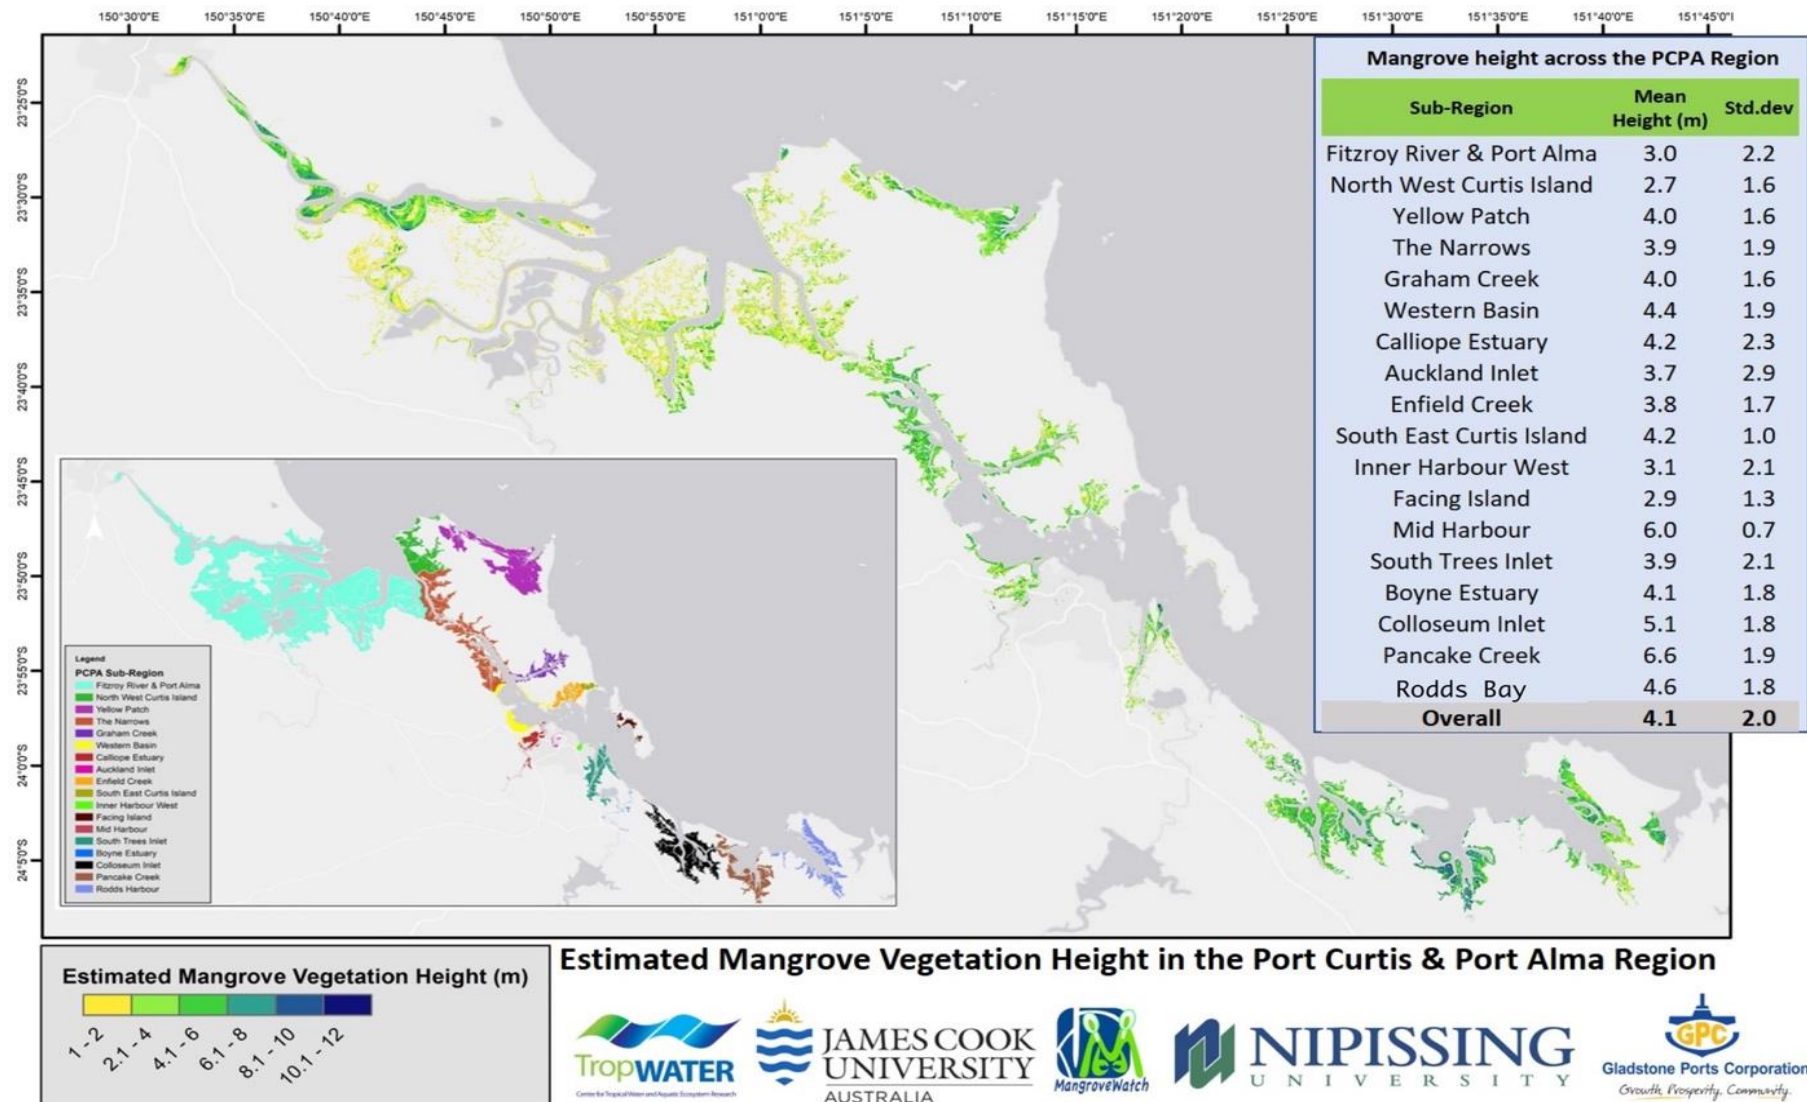 150°30'0"E 150°35'0"E 150°40'0"E 150°45'0"E 150°50'0"E 150°55'0"E 151°0'0"E 151°5'0"E 151°10'0"E 151°15'0"E 151°20'0"E 151°25'0"E 151°30'0"E 151°35'0"E 151°40'0"E 151°45'0"
23°25'0"S
23°30'0"S
23°35'0"S
23°40'0"S
23°45'0"S
23°50'0"S
23°55'0"S
24°0'0"S
24°5'0"S
Mangrove height across the PCPA Region
Sub-Region Mean Height (m) Std.dev
Fitzroy River & Port Alma 3.0 2.2
North West Curtis Island 2.7 1.6
Yellow Patch 4.0 1.6
The Narrows 3.9 1.9
Graham Creek 4.0 1.6
Western Basin 4.4 1.9
Calliope Estuary 4.2 2.3
Auckland Inlet 3.7 2.9
Enfield Creek 3.8 1.7
South East Curtis Island 4.2 1.0
Inner Harbour West 3.1 2.1
Facing Island 2.9 1.3
Mid Harbour 6.0 0.7
South Trees Inlet 3.9 2.1
Boyne Estuary 4.1 1.8
Colloseum Inlet 5.1 1.8
Pancake Creek 6.6 1.9
Rodds Bay 4.6 1.8
Overall 4.1 2.0
Legend
PCPA Sub-Region
Fitzroy River & Port Alma
North West Curtis Island
Yellow Patch
The Narrows
Graham Creek
Western Basin
Calliope Estuary
Auckland Inlet
Enfield Creek
South East Curtis Island
Inner Harbour West
Facing Island
Mid Harbour
South Trees Inlet
Boyne Estuary
Colloseum Inlet
Pancake Creek
Rodds Harbour
Estimated Mangrove Vegetation Height (m)
1 - 2
2.1 - 4
4.1 - 6
6.1 - 8
8.1 - 10
10.1 - 12
Estimated Mangrove Vegetation Height in the Port Curtis & Port Alma Region
TropWATER
Center for Tropical Water and Aquatic Ecosystem Research
JAMES COOK
UNIVERSITY
AUSTRALIA
MangroveWatch
NIPISSING
UNIVERSITY
GPC
Gladstone Ports Corporation
Growth, Prosperity, Community.